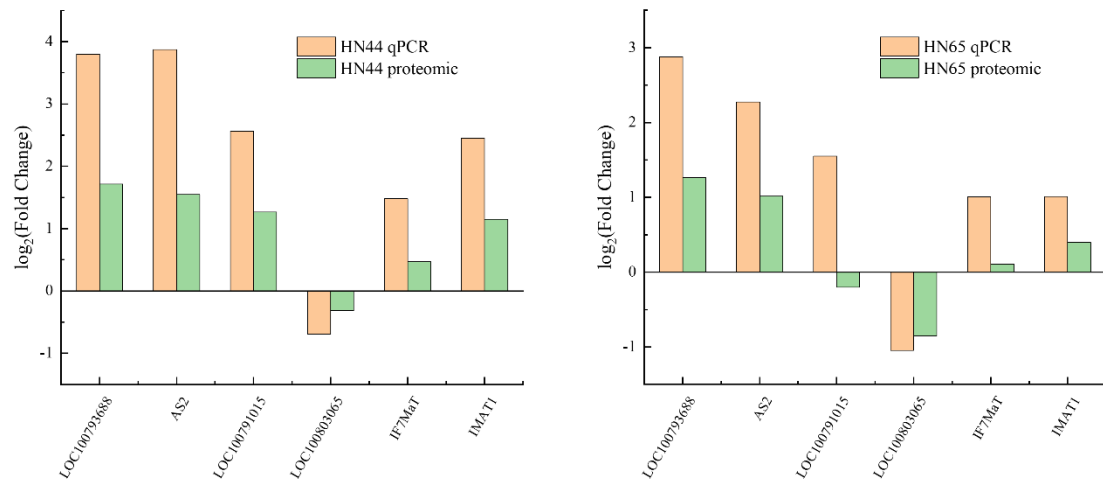 HN44 qPCR
HN44 proteomic
log₂(Fold Change)
4
3
2
1
0
-1
LOC100793688
AS2
LOC100791015
LOC100803065
IF7MaT
IMAT1
HN65 qPCR
HN65 proteomic
log₂(Fold Change)
3
2
1
0
-1
LOC100793688
AS2
LOC100791015
LOC100803065
IF7MaT
IMAT1